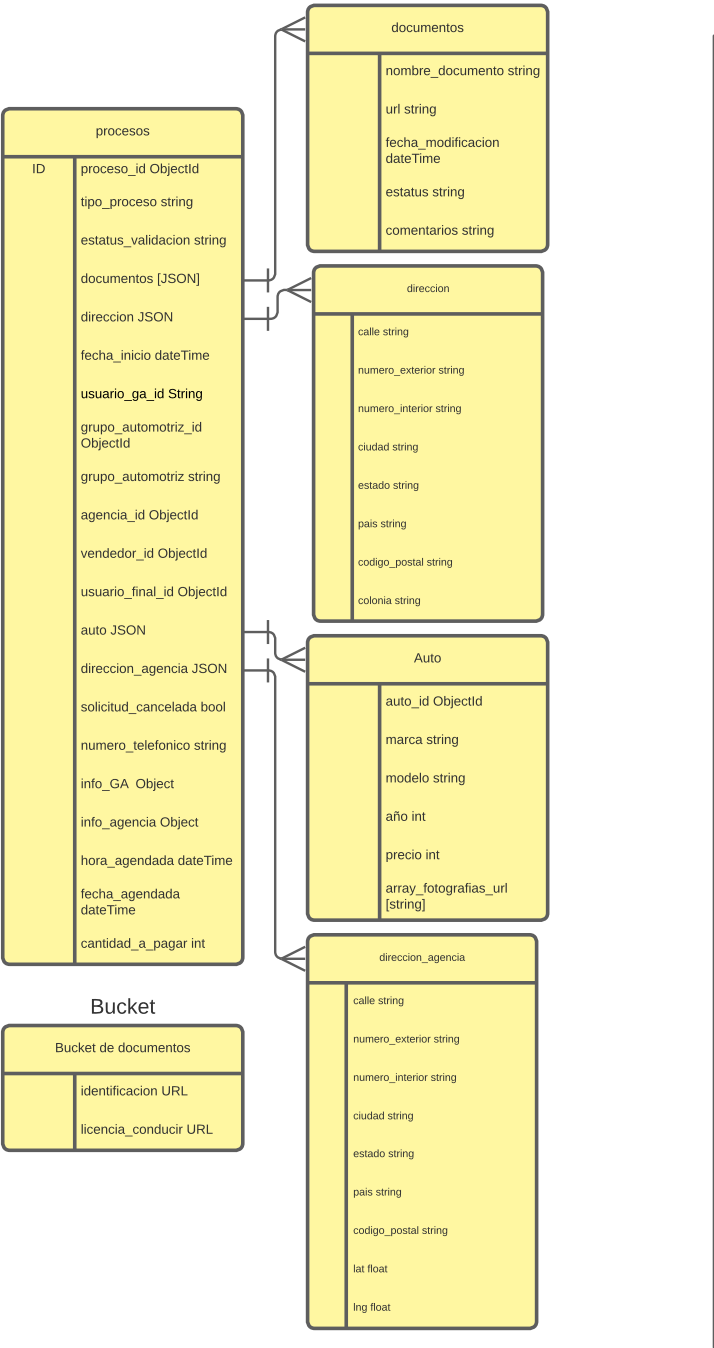 documentos
nombre_documento string
url string
fecha_modificacion
dateTime
estatus string
comentarios string
procesos
ID
proceso_id ObjectId
tipo_proceso string
estatus_validacion string
documentos [JSON]
direccion JSON
fecha_inicio dateTime
usuario_ga_id String
grupo_automotriz_id
ObjectId
grupo_automotriz string
agencia_id ObjectId
vendedor_id ObjectId
usuario_final_id ObjectId
auto JSON
direccion_agencia JSON
solicitud_cancelada bool
numero_telefonico string
info_GA  Object
info_agencia Object
hora_agendada dateTime
fecha_agendada
dateTime
cantidad_a_pagar int
direccion
calle string
numero_exterior string
numero_interior string
ciudad string
estado string
pais string
codigo_postal string
colonia string
Auto
auto_id ObjectId
marca string
modelo string
año int
precio int
array_fotografias_url
[string]
direccion_agencia
calle string
numero_exterior string
numero_interior string
ciudad string
estado string
pais string
codigo_postal string
lat float
lng float
Bucket
Bucket de documentos
identificacion URL
licencia_conducir URL